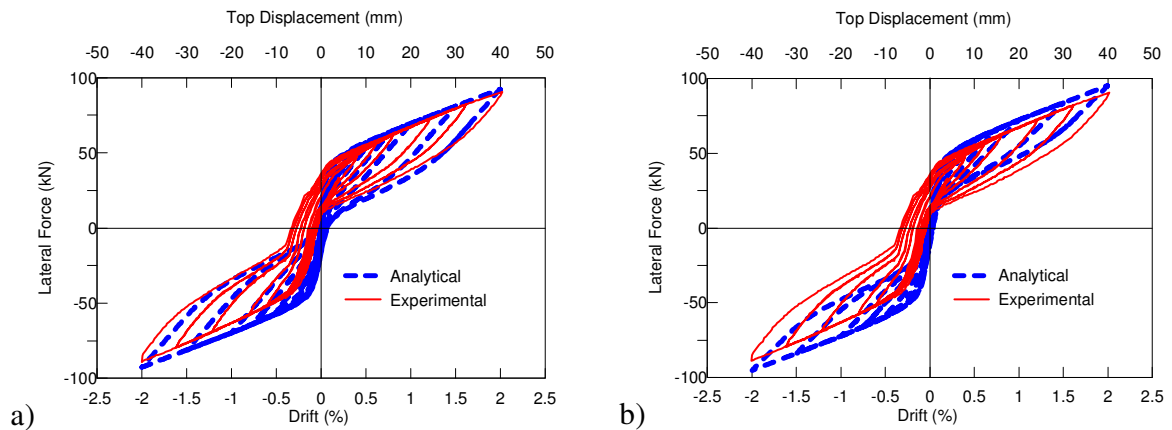 Top Displacement (mm)
-50 -40 -30 -20 -10 0 10 20 30 40 50
100
50
0
-50
-100
Lateral Force (kN)
Analytical
Experimental
-2.5 -2 -1.5 -1 -0.5 0 0.5 1 1.5 2 2.5
Drift (%)
a)
Top Displacement (mm)
-50 -40 -30 -20 -10 0 10 20 30 40 50
100
50
0
-50
-100
Lateral Force (kN)
Analytical
Experimental
-2.5 -2 -1.5 -1 -0.5 0 0.5 1 1.5 2 2.5
Drift (%)
b)